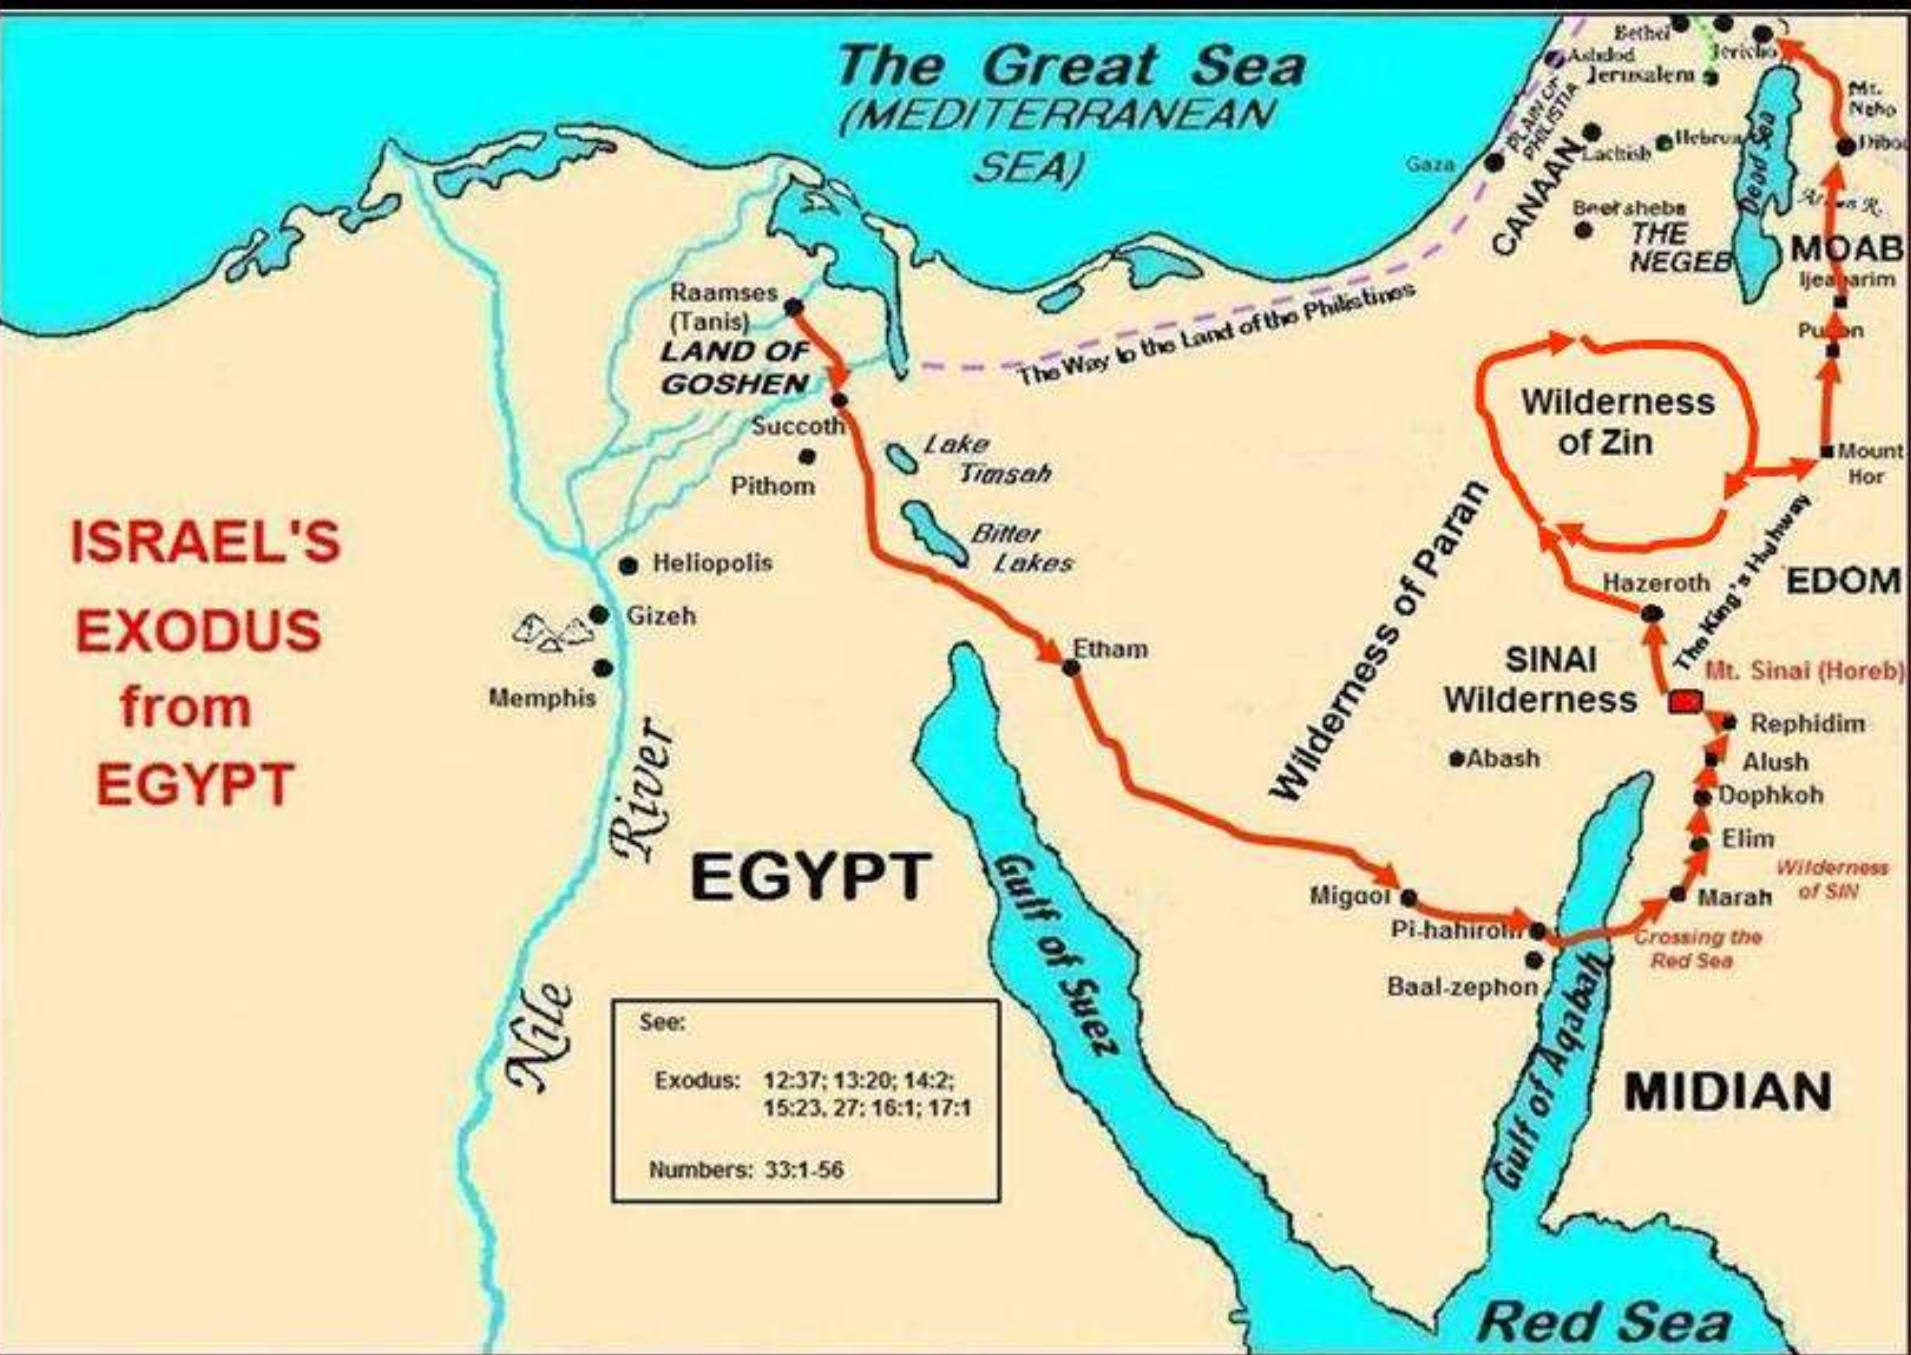 The Great Sea
(MEDITERRANEAN
SEA)
Bethel
Jericho
Ashdod
Jerusalem
PLAIN OF
PHILISTIA
Mt.
Nebo
Lachish
Hebron
Dead Sea
Gaza
CANAAN
Beersheba
THE
NEGEB
MOAB
Raamses
(Tanis)
LAND OF
GOSHEN
The Way to the Land of the Philistines
Succoth
Pithom
Lake
Timsah
Bitter
Lakes
Wilderness
of Zin
Mount
Hor
ISRAEL'S
EXODUS
from
EGYPT
Heliopolis
Gizeh
Memphis
Etham
Wilderness of Paran
Hazeroth
The King's Highway
EDOM
SINAI
Wilderness
Mt. Sinai (Horeb)
Rephidim
Abash
Alush
Dophkoh
Elim
Wilderness
of SIN
Marah
Nile
River
EGYPT
Gulf of Suez
Migdol
Pi-hahiroth
Baal-zephon
Crossing the
Red Sea
Gulf of Aqabah
MIDIAN
See:
Exodus: 12:37; 13:20; 14:2;
15:23, 27; 16:1; 17:1
Numbers: 33:1-56
Red Sea